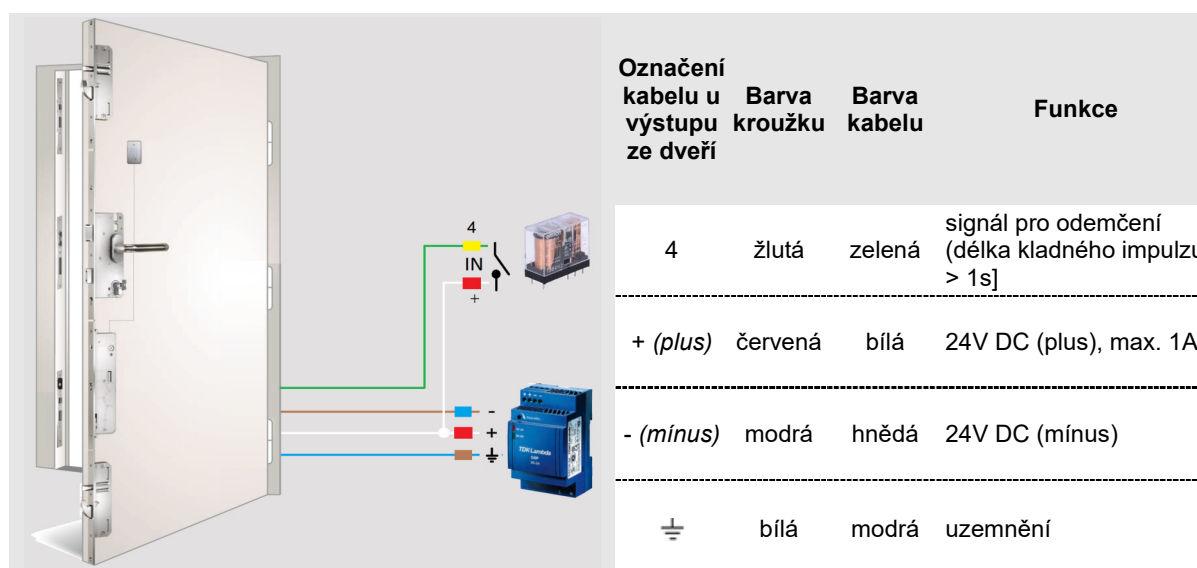 4
IN
+
-
+
TDK·Lambda
Označení
kabelu u
výstupu
ze dveří
Barva
kroužku
Barva
kabelu
Funkce
4 žlutá zelená signál pro odemčení
(délka kladného impulzu
> 1s]
+ (plus) červená bílá 24V DC (plus), max. 1A
- (mínus) modrá hnědá 24V DC (mínus)
bílá modrá uzemnění